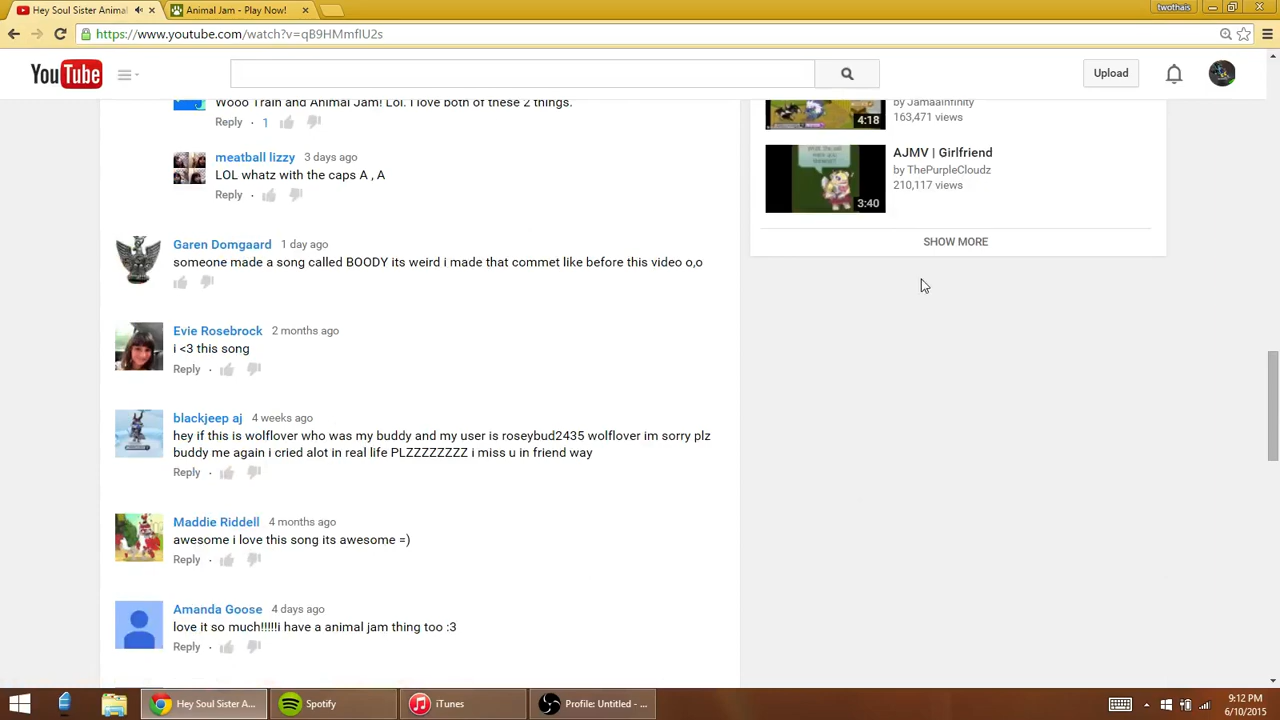 Hey Soul Sister Animal
Animal Jam - Play Now!
twothais
https://www.youtube.com/watch?v=qB9HMmflU2s
YouTube
Upload
Wooo Train and Animal Jam! Lol. I love both of these 2 things.
Reply · 1
meatball lizzy 3 days ago
LOL whatz with the caps A , A
Reply ·
Garen Domgaard 1 day ago
someone made a song called BOODY its weird i made that commet like before this video o,o
Evie Rosebrock 2 months ago
i <3 this song
Reply ·
blackjeep aj 4 weeks ago
hey if this is wolflover who was my buddy and my user is roseybud2435 wolflover im sorry plz
buddy me again i cried alot in real life PLZZZZZZZZ i miss u in friend way
Reply ·
Maddie Riddell 4 months ago
awesome i love this song its awesome =)
Reply ·
Amanda Goose 4 days ago
love it so much!!!!!i have a animal jam thing too :3
Reply ·
by JamaaInfinity
163,471 views
4:18
AJMV | Girlfriend
by ThePurpleCloudz
210,117 views
3:40
SHOW MORE
Hey Soul Sister A...
Spotify
iTunes
Profile: Untitled - ...
9:12 PM
6/10/2015